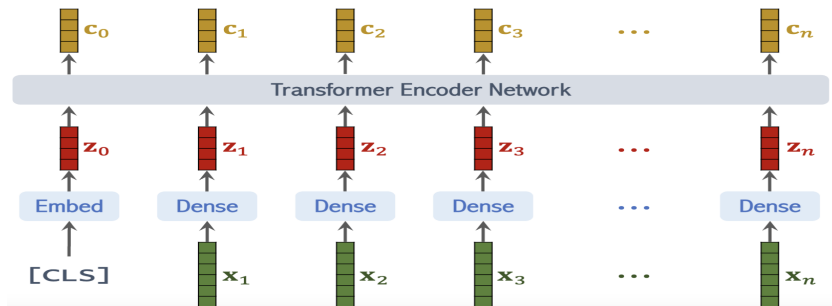 c₀ c₁ c₂ c₃ ... cₙ
Transformer Encoder Network
z₀ z₁ z₂ z₃ ... zₙ
Embed Dense Dense Dense ... Dense
[CLS] x₁ x₂ x₃ ... xₙ